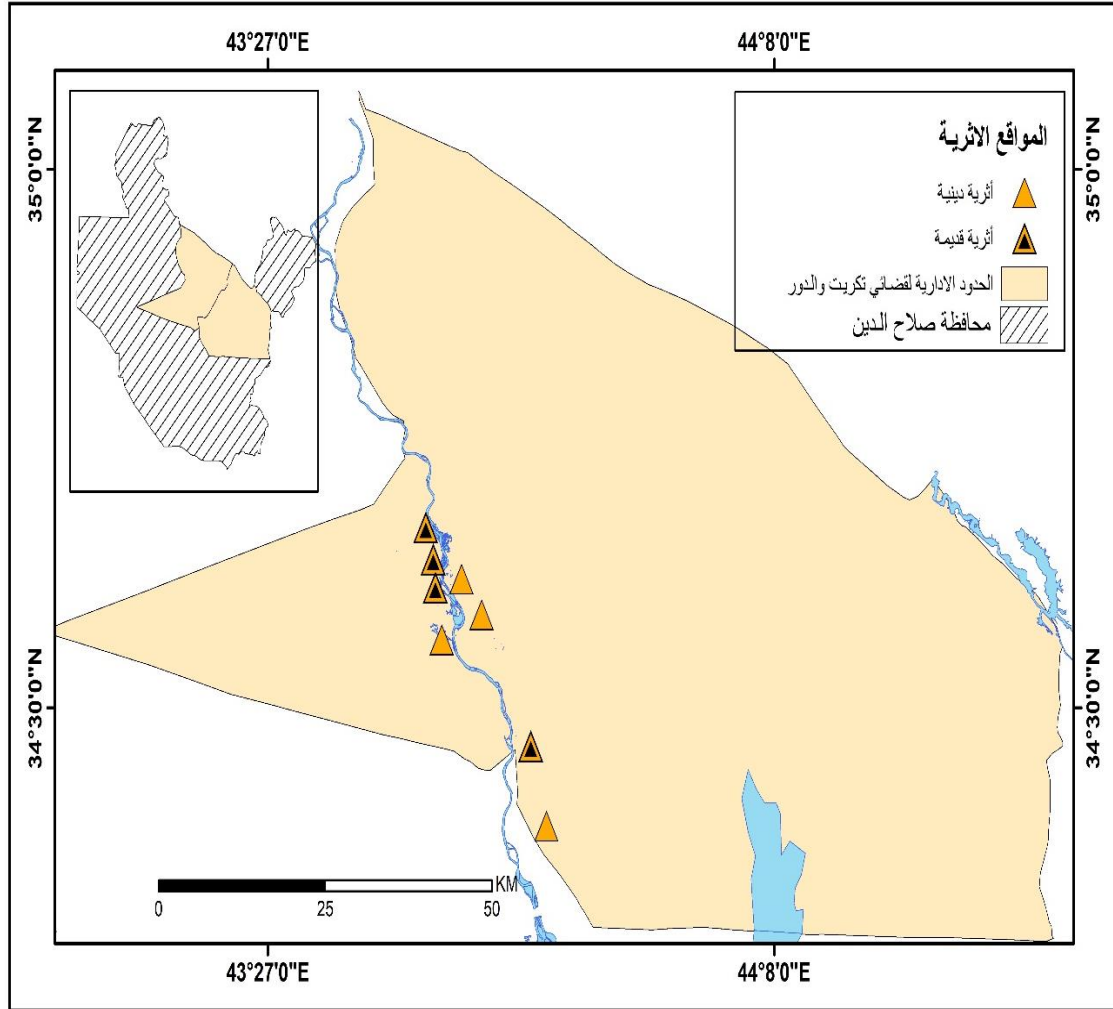 43°27'0"E
44°8'0"E
35°0'0"N
35°0'0"N
المواقع الاثرية
أثرية دينية
أثرية قديمة
الحدود الادارية لقضائي تكريت والدور
محافظة صلاح الدين
34°30'0"N
34°30'0"N
KM
0
25
50
43°27'0"E
44°8'0"E